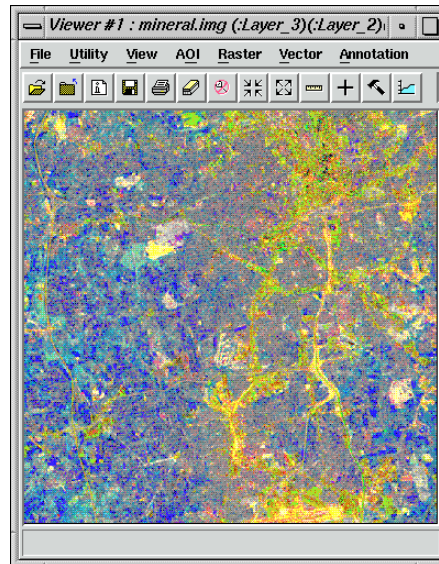 Viewer #1 : mineral.img (:Layer_3)(:Layer_2)(
File Utility View AOI Raster Vector Annotation